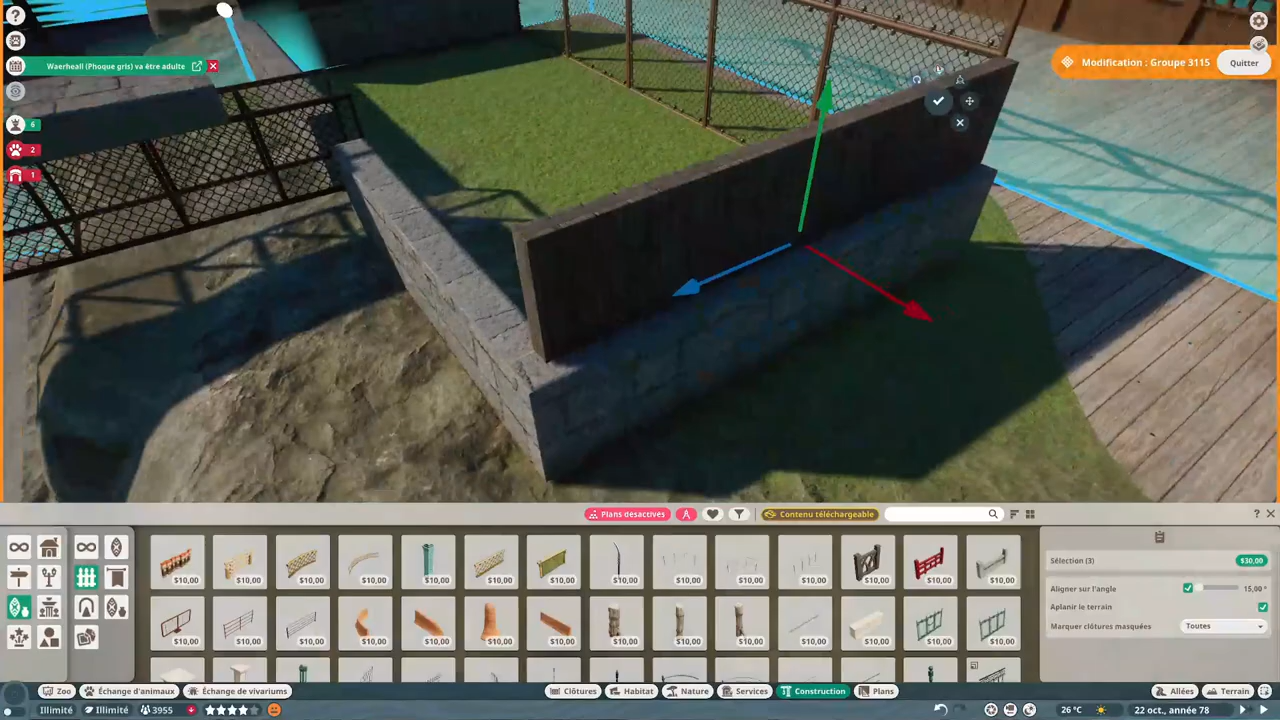 Waerheall (Phoque gris) va être adulte
Modification : Groupe 3115
Quitter
6
2
1
Plans désactivés
Contenu téléchargeable
$10,00 $10,00 $10,00 $10,00 $10,00 $10,00 $10,00 $10,00 $10,00 $10,00 $10,00 $10,00 $10,00 $10,00
$10,00 $10,00 $10,00 $10,00 $10,00 $10,00 $10,00 $10,00 $10,00 $10,00 $10,00 $10,00 $10,00 $10,00
Sélection (3) $30,00
Aligner sur l'angle 15,00 °
Aplanir le terrain
Marquer clôtures masquées Toutes
Zoo Échange d'animaux Échange de vivariums Clôtures Habitat Nature Services Construction Plans Allées Terrain
Illimité Illimité 3955 26 °C 22 oct., année 78